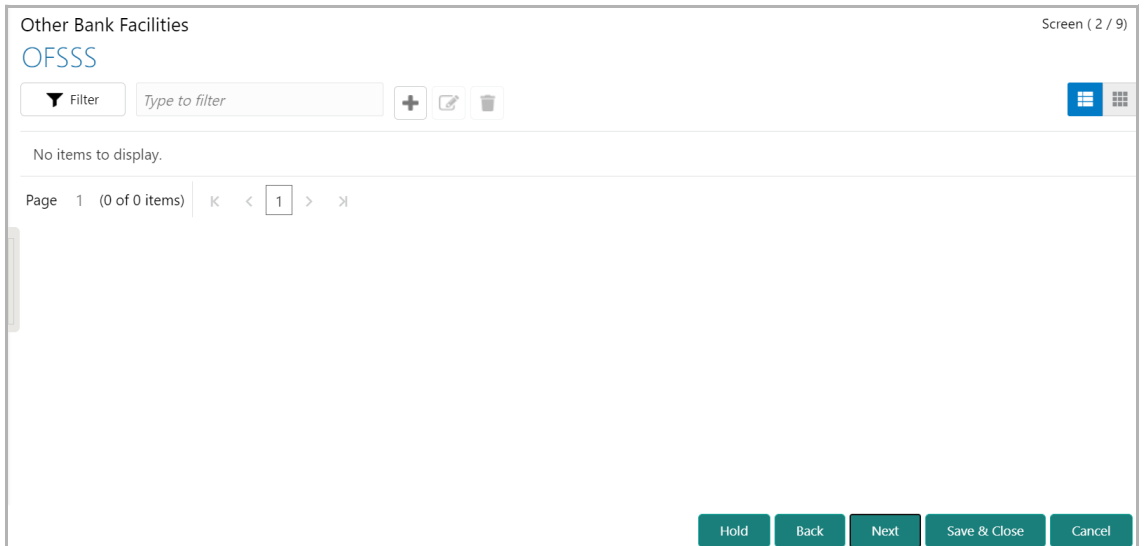 Other Bank Facilities Screen ( 2 / 9)
OFSSS
Filter Type to filter
No items to display.
Page 1 (0 of 0 items) 1
Hold Back Next Save & Close Cancel